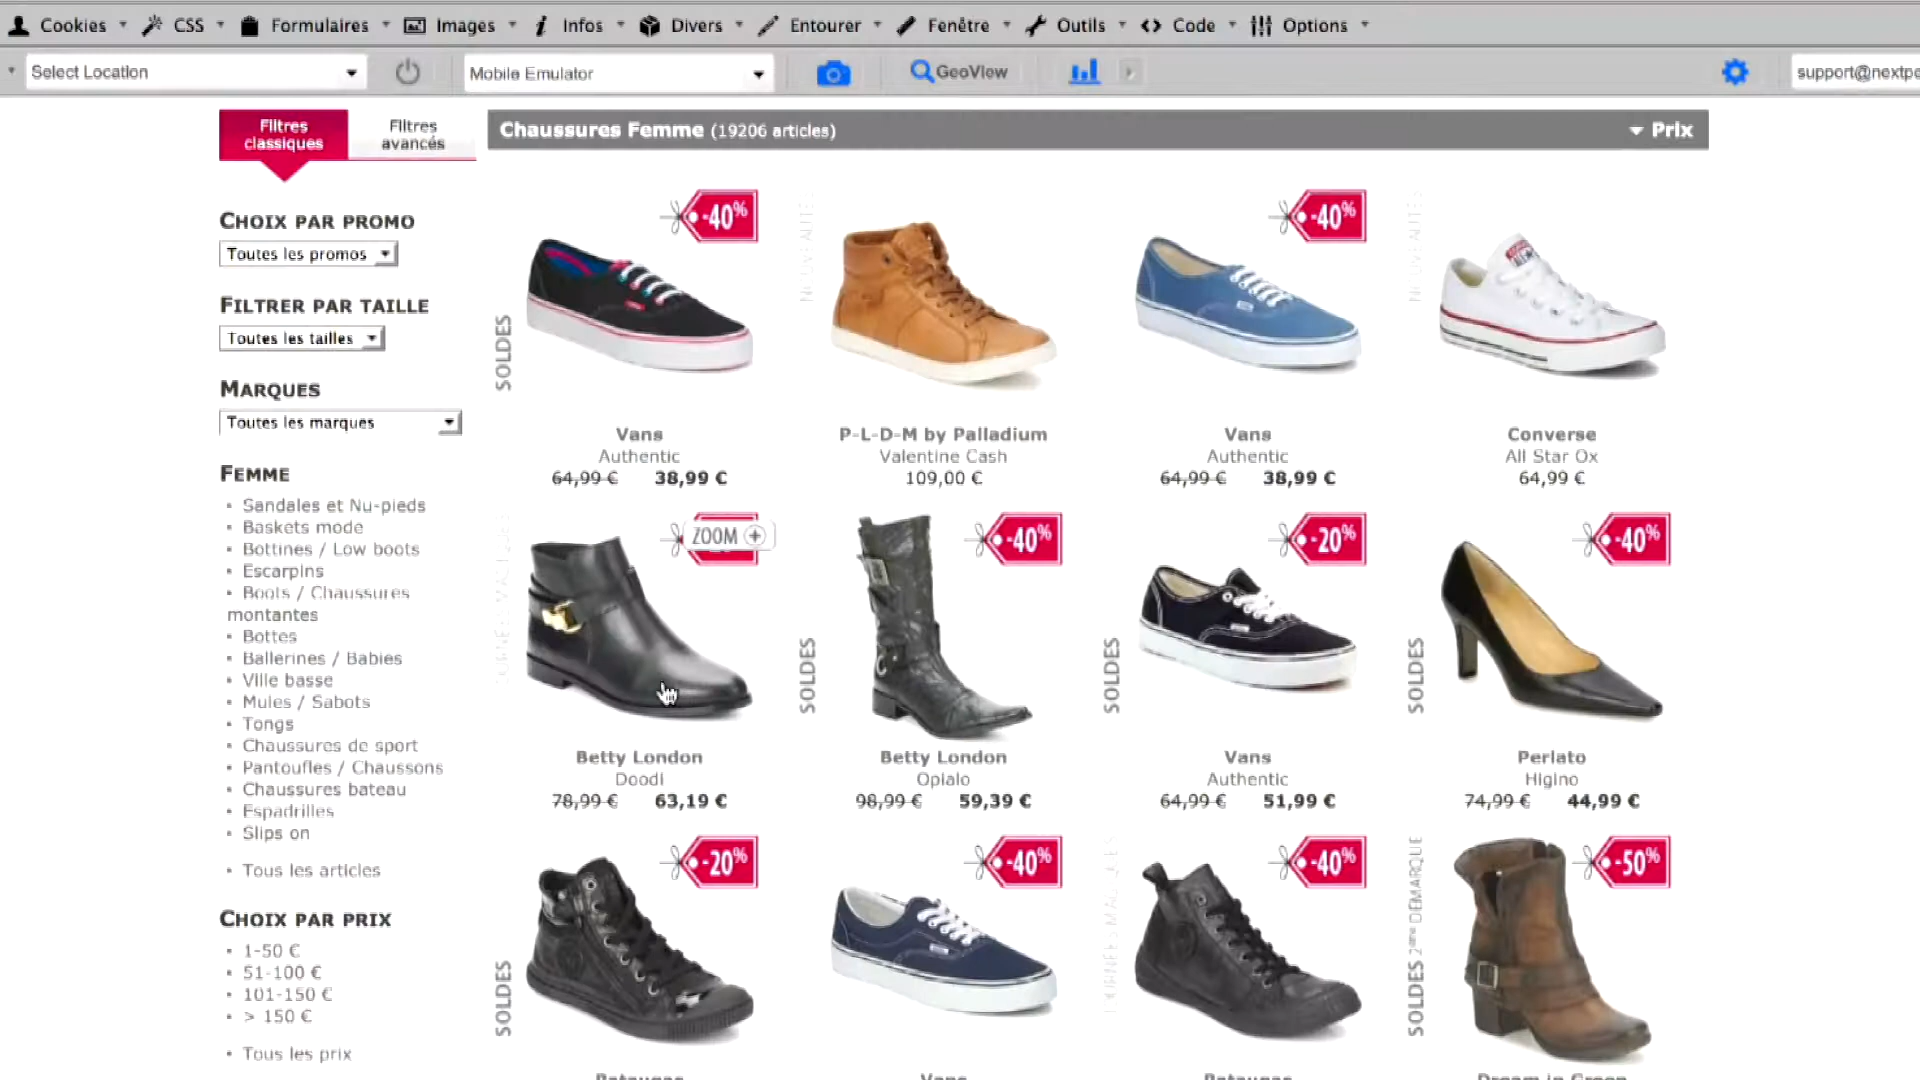 Cookies CSS Formulaires Images Infos Divers Entourer Fenêtre Outils Code Options
Select Location Mobile Emulator GeoView
Filtres classiques
Filtres avancés
Chaussures Femme (19206 articles) Prix
CHOIX PAR PROMO
Toutes les promos
FILTRER PAR TAILLE
Toutes les tailles
MARQUES
Toutes les marques
FEMME
Sandales et Nu-pieds
Baskets mode
Bottines / Low boots
Escarpins
Boots / Chaussures
montantes
Bottes
Ballerines / Babies
Ville basse
Mules / Sabots
Tongs
Chaussures de sport
Pantoufles / Chaussons
Chaussures bateau
Espadrilles
Slips on
Tous les articles
CHOIX PAR PRIX
1-50 €
51-100 €
101-150 €
> 150 €
Tous les prix
-40%
SOLDES
Vans
Authentic
64,99 € 38,99 €
P-L-D-M by Palladium
Valentine Cash
109,00 €
-40%
Vans
Authentic
64,99 € 38,99 €
Converse
All Star Ox
64,99 €
ZOOM
Betty London
Doodi
78,99 € 63,19 €
-40%
SOLDES
Betty London
Opialo
98,99 € 59,39 €
-20%
SOLDES
Vans
Authentic
64,99 € 51,99 €
-40%
SOLDES
Perlato
Higino
74,99 € 44,99 €
-20%
SOLDES
-40%
Vans
-40%
-50%
SOLDES 2ème DEMARQUE